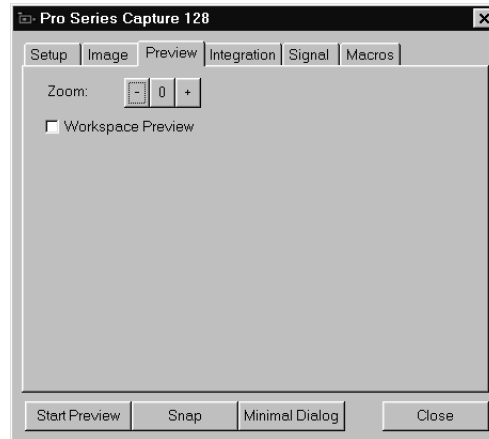 Pro Series Capture 128
Setup Image Preview Integration Signal Macros
Zoom: - 0 +
Workspace Preview
Start Preview Snap Minimal Dialog Close